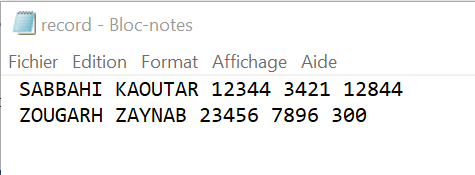 record - Bloc-notes
Fichier Edition Format Affichage Aide
SABBAHI KAOUTAR 12344 3421 12844
ZOUGARH ZAYNAB 23456 7896 300